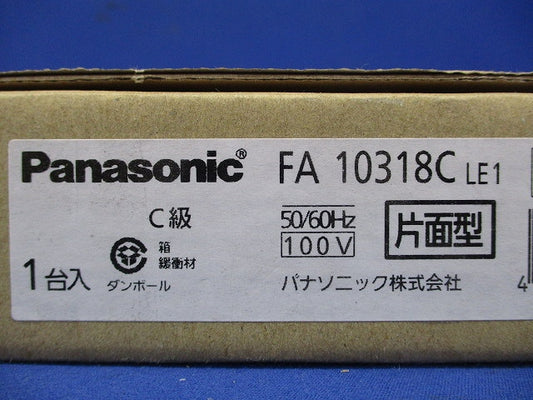 Panasonic® FA 10318C LE1
C級 50/60Hz 片面型
100V
箱
緩衝材
1台入 ダンボール パナソニック株式会社 4